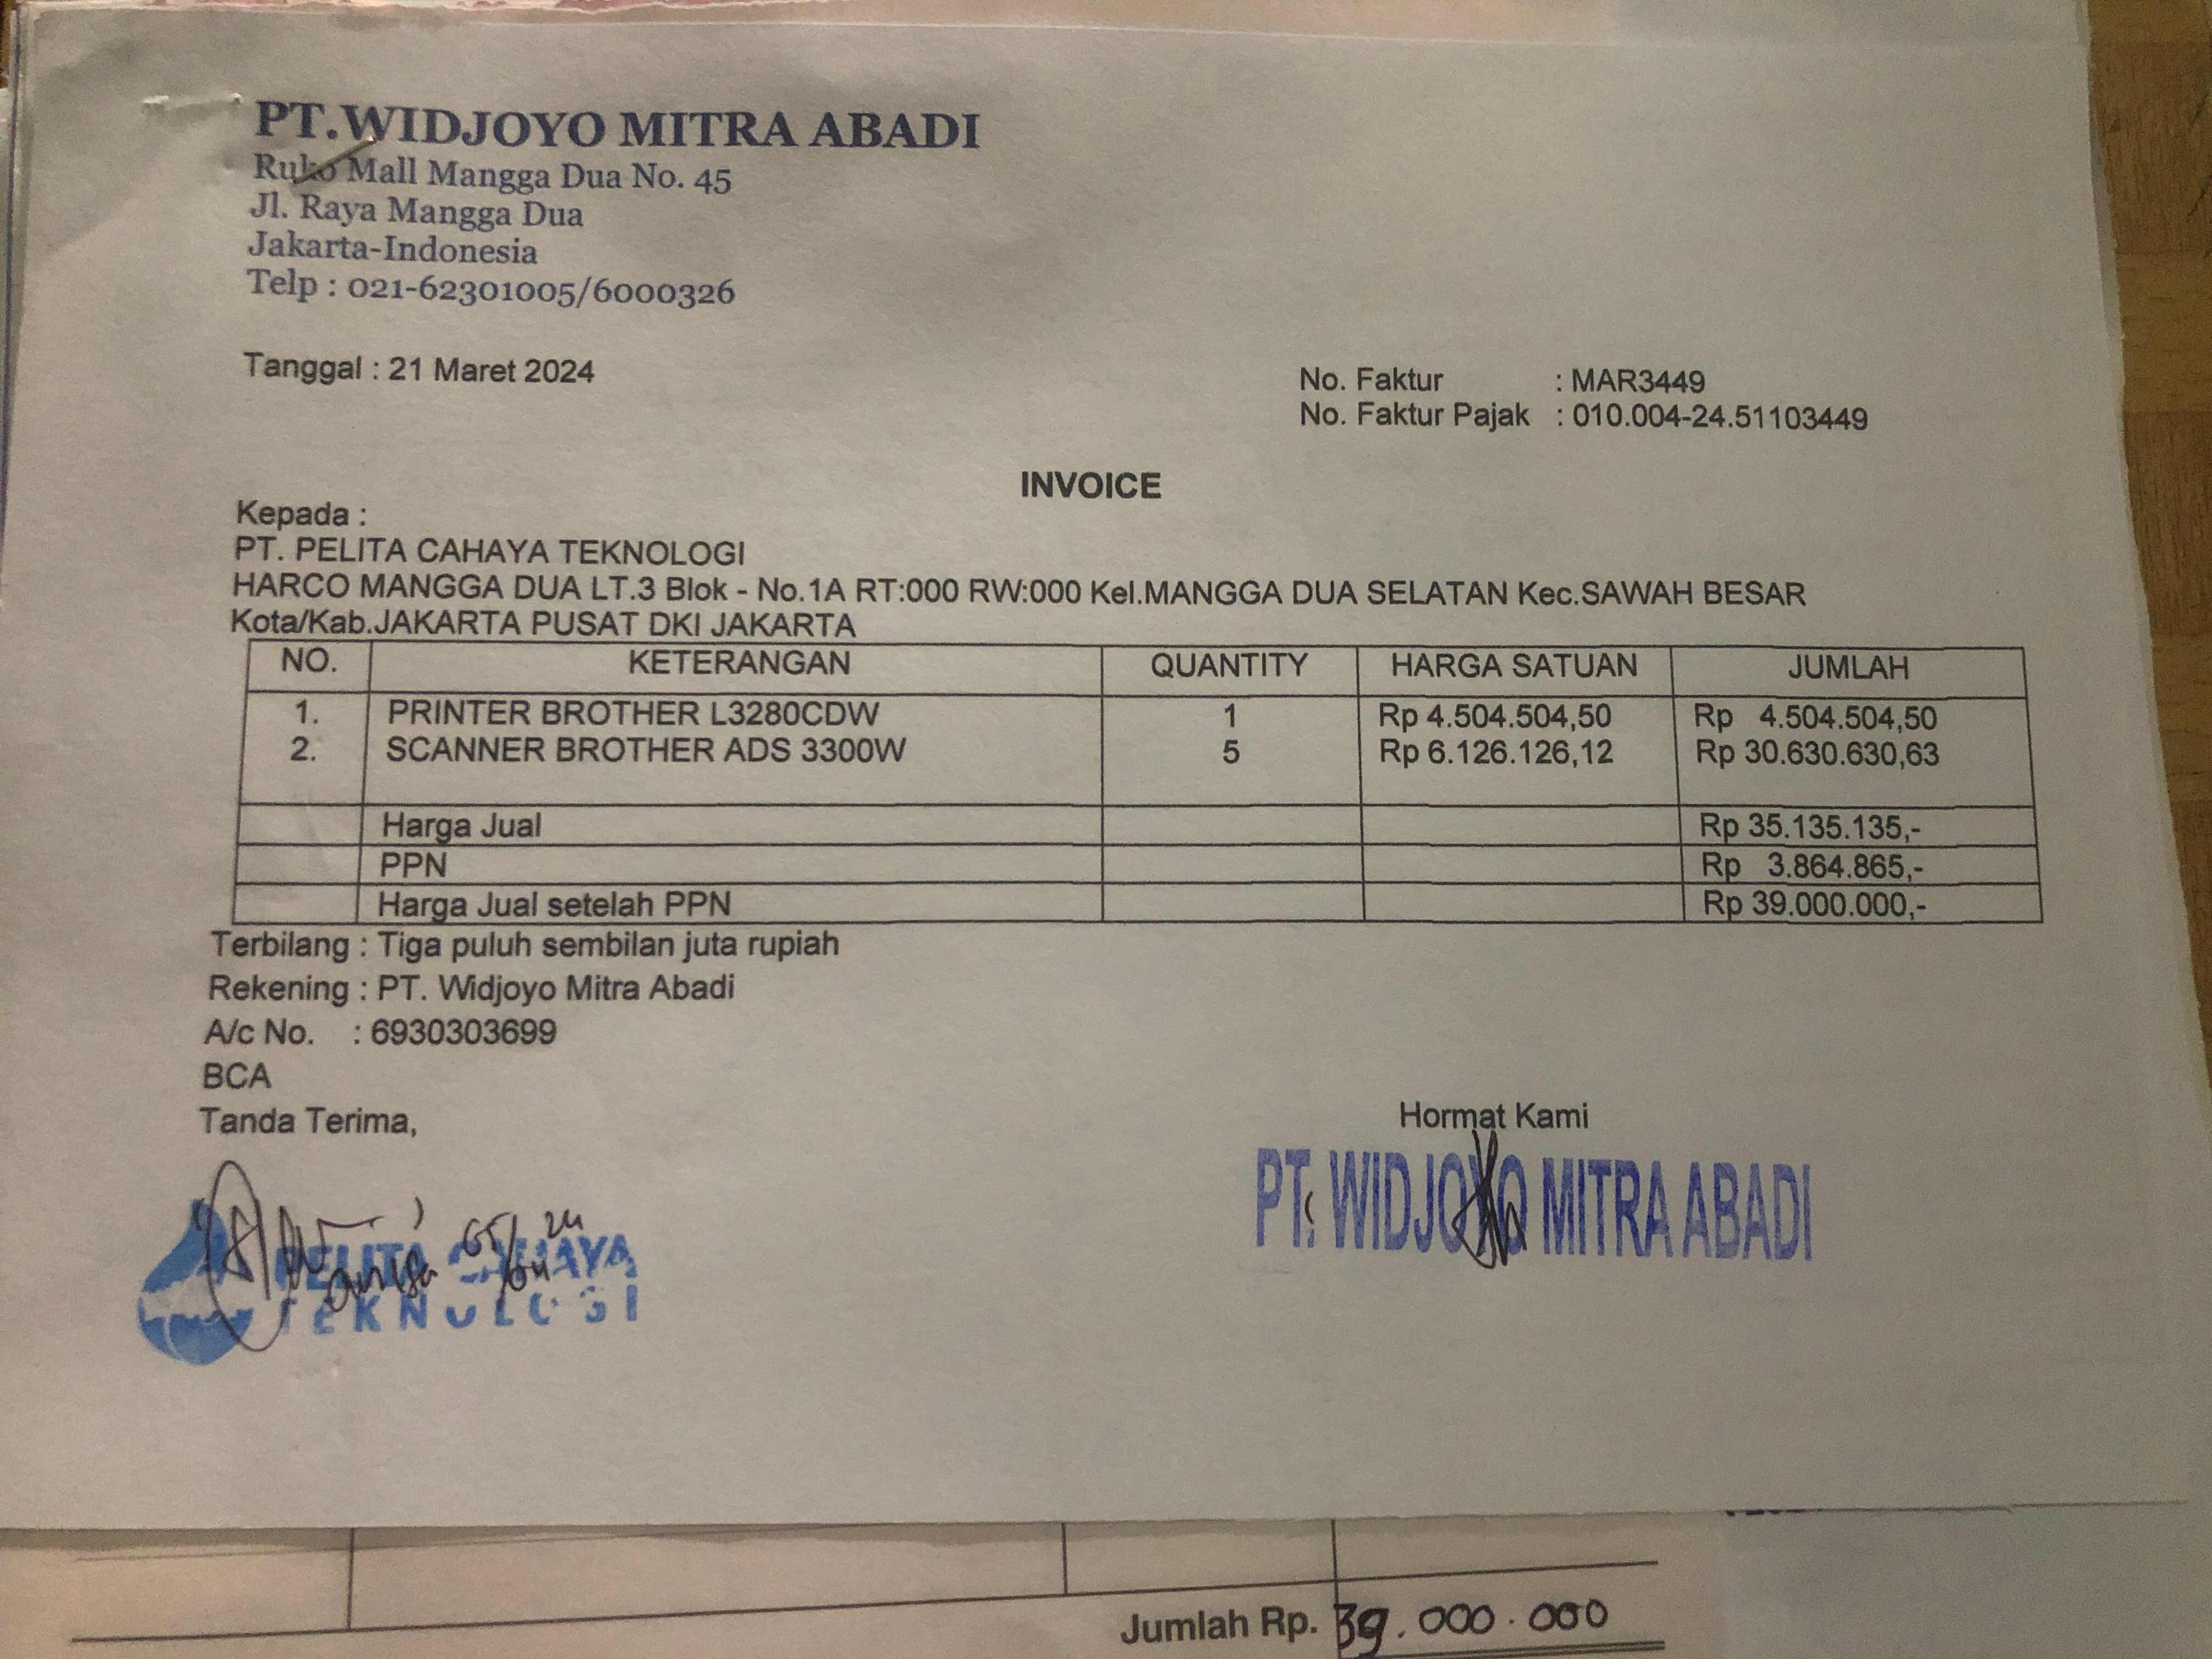 PT.WIDJOYO MITRA ABADI
Ruko Mall Mangga Dua No. 45
Jl. Raya Mangga Dua
Jakarta-Indonesia
Telp : 021-62301005/6000326
Tanggal : 21 Maret 2024
No. Faktur : MAR3449
No. Faktur Pajak : 010.004-24.51103449
INVOICE
Kepada :
PT. PELITA CAHAYA TEKNOLOGI
HARCO MANGGA DUA LT.3 Blok - No.1A RT:000 RW:000 Kel.MANGGA DUA SELATAN Kec.SAWAH BESAR
Kota/Kab.JAKARTA PUSAT DKI JAKARTA
NO. KETERANGAN QUANTITY HARGA SATUAN JUMLAH
1. PRINTER BROTHER L3280CDW 1 Rp 4.504.504,50 Rp 4.504.504,50
2. SCANNER BROTHER ADS 3300W 5 Rp 6.126.126,12 Rp 30.630.630,63
Harga Jual Rp 35.135.135,-
PPN Rp 3.864.865,-
Harga Jual setelah PPN Rp 39.000.000,-
Terbilang : Tiga puluh sembilan juta rupiah
Rekening : PT. Widjoyo Mitra Abadi
A/c No. : 6930303699
BCA
Tanda Terima,
Hormat Kami
PT. WIDJOYO MITRA ABADI
PELITA CAHAYA
TEKNOLOGI
Jumlah Rp. 39.000.000